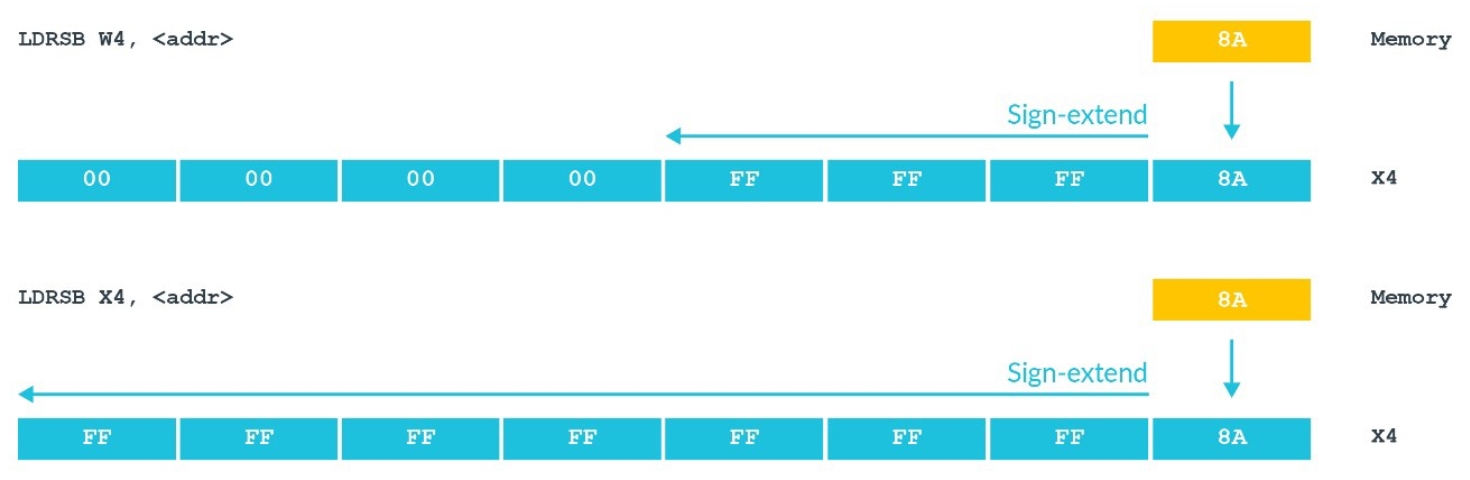 LDRSB W4, <addr> 8A Memory
Sign-extend
00 00 00 00 FF FF FF 8A X4
LDRSB X4, <addr> 8A Memory
Sign-extend
FF FF FF FF FF FF FF 8A X4